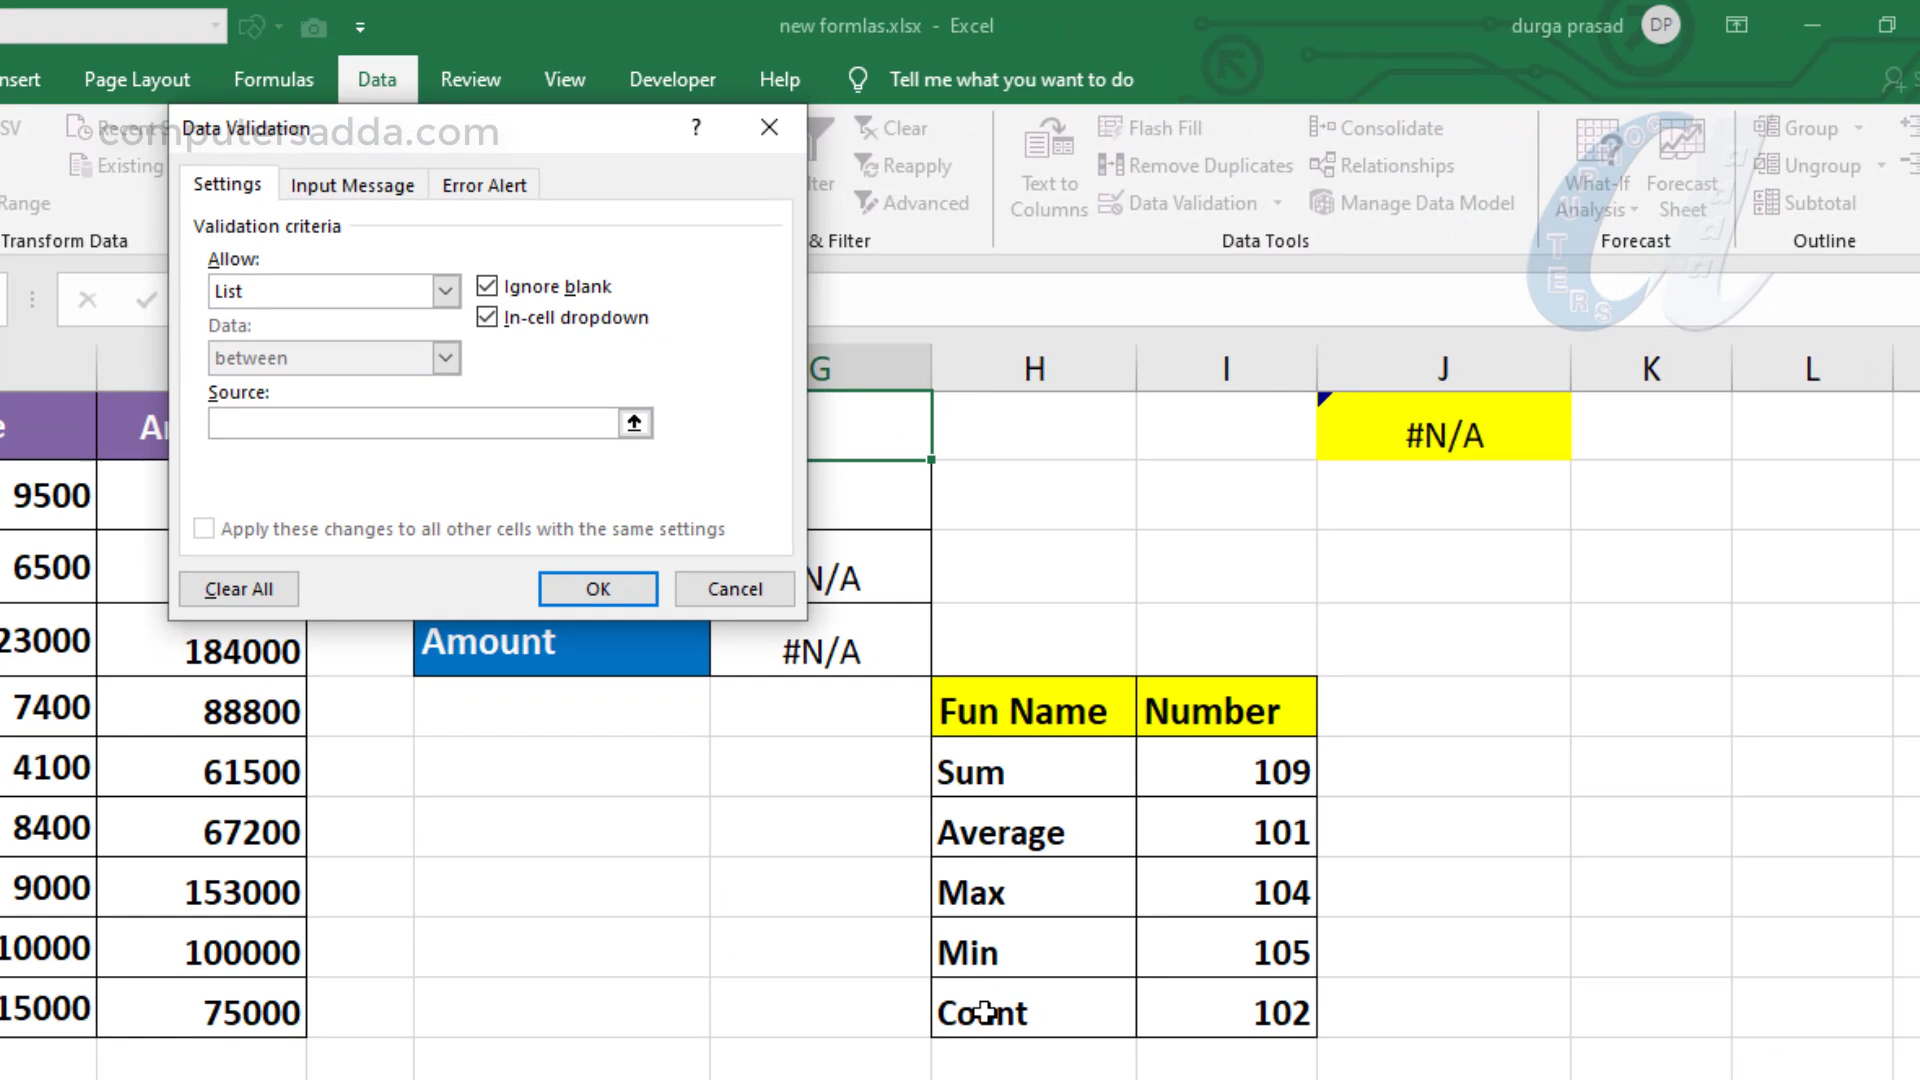 new formlas.xlsx - Excel
durga prasad
DP
nsert
Page Layout
Formulas
Data
Review
View
Developer
Help
Tell me what you want to do
computersadda.com
Data Validation
?
SV
Existing
Range
Transform Data
Clear
Reapply
Advanced
& Filter
Text to
Columns
Flash Fill
Remove Duplicates
Data Validation
Consolidate
Relationships
Manage Data Model
Data Tools
What-If
Analysis
Forecast
Sheet
Forecast
Group
Ungroup
Subtotal
Outline
Settings
Input Message
Error Alert
Validation criteria
Allow:
List
Ignore blank
In-cell dropdown
Data:
between
Source:
Apply these changes to all other cells with the same settings
Clear All
OK
Cancel
G H I J K L
#N/A
9500
6500
N/A
23000 184000 Amount #N/A
7400 88800 Fun Name Number
4100 61500 Sum 109
8400 67200 Average 101
9000 153000 Max 104
10000 100000 Min 105
15000 75000 Count 102